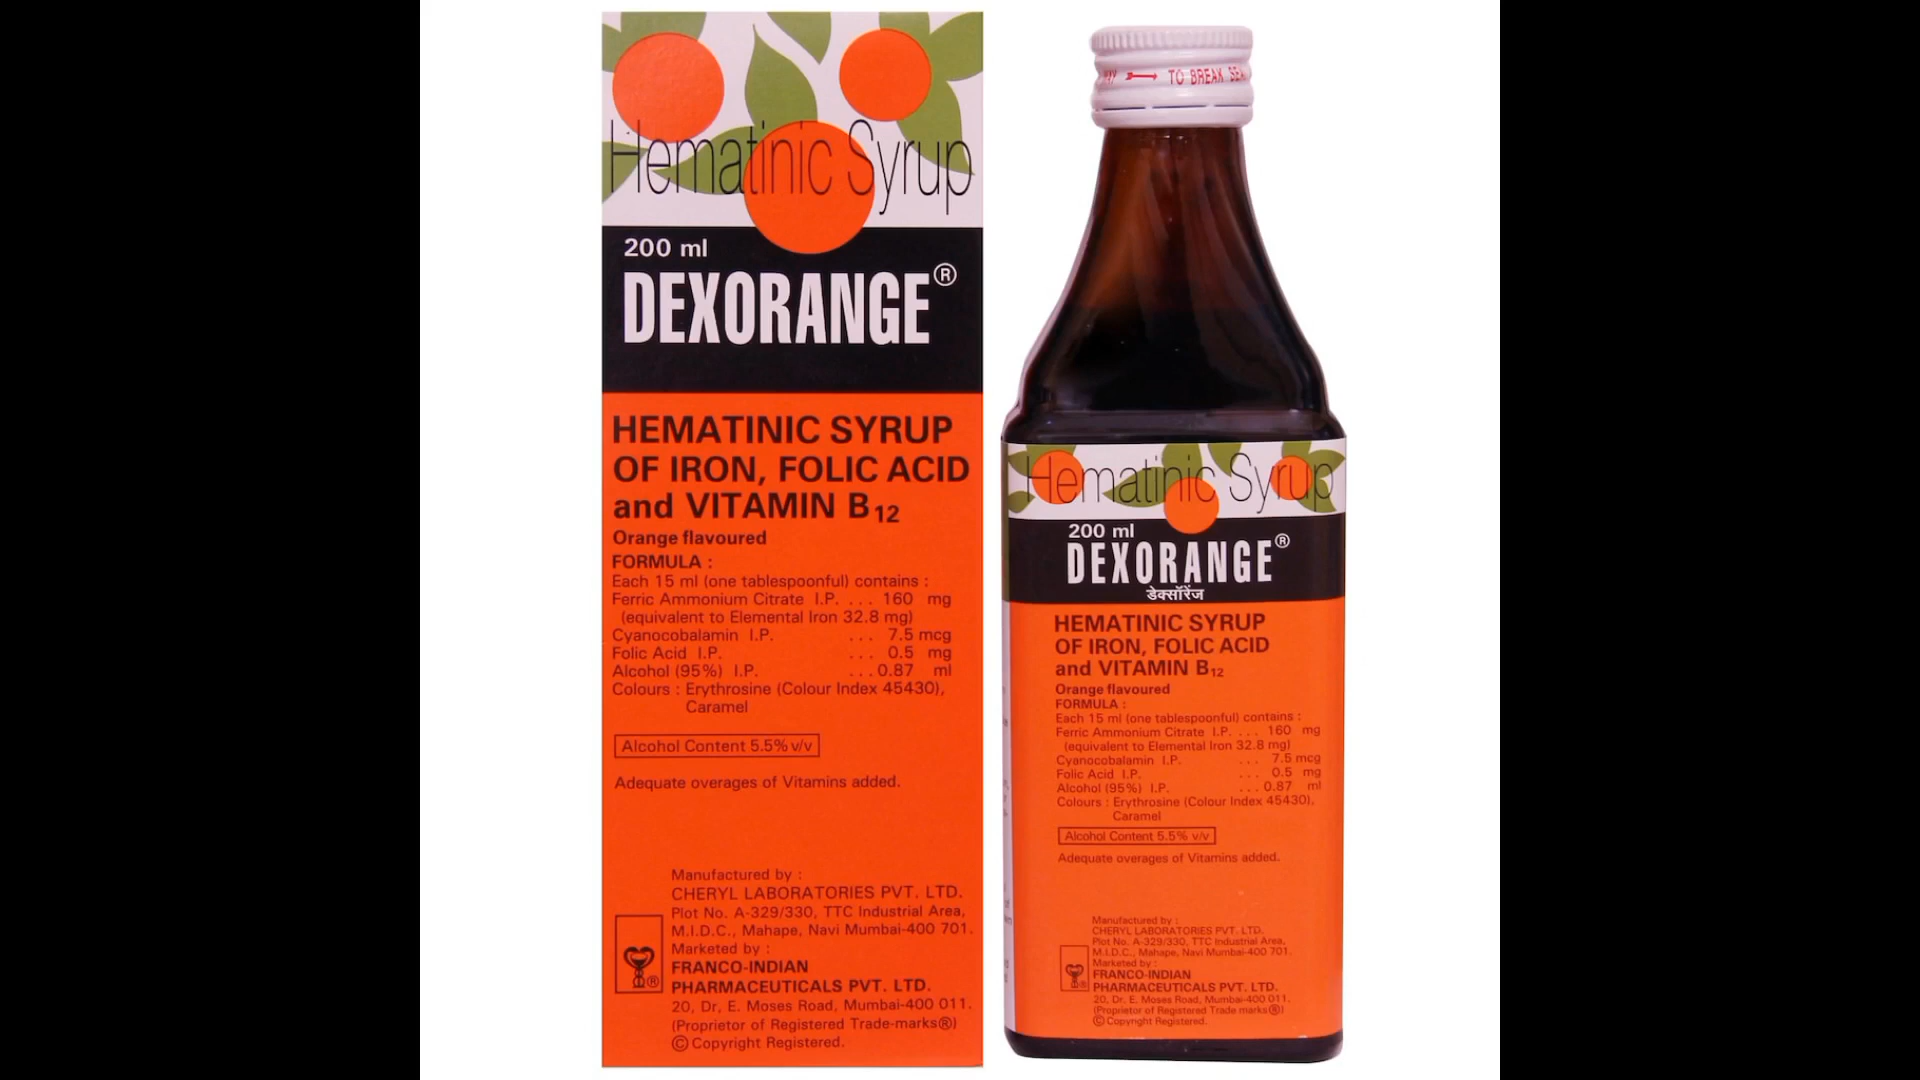 Hematinic Syrup
200 ml
DEXORANGE®
HEMATINIC SYRUP
OF IRON, FOLIC ACID
and VITAMIN B12
Orange flavoured
FORMULA :
Each 15 ml (one tablespoonful) contains :
Ferric Ammonium Citrate I.P. ... 160 mg
(equivalent to Elemental Iron 32.8 mg)
Cyanocobalamin I.P. ... 7.5 mcg
Folic Acid I.P. ... 0.5 mg
Alcohol (95%) I.P. ... 0.87 ml
Colours : Erythrosine (Colour Index 45430),
Caramel
Alcohol Content 5.5% v/v
Adequate overages of Vitamins added.
Manufactured by :
CHERYL LABORATORIES PVT. LTD.
Plot No. A-329/330, TTC Industrial Area,
M.I.D.C., Mahape, Navi Mumbai-400 701.
Marketed by :
FRANCO-INDIAN
PHARMACEUTICALS PVT. LTD.
20, Dr. E. Moses Road, Mumbai-400 011.
(Proprietor of Registered Trade-marks®)
© Copyright Registered.
®
TO BREAK SEA
Hematinic Syrup
200 ml
DEXORANGE®
डेक्सॉरेंज
HEMATINIC SYRUP
OF IRON, FOLIC ACID
and VITAMIN B12
Orange flavoured
FORMULA :
Each 15 ml (one tablespoonful) contains :
Ferric Ammonium Citrate I.P. ... 160 mg
(equivalent to Elemental Iron 32.8 mg)
Cyanocobalamin I.P. ... 7.5 mcg
Folic Acid I.P. ... 0.5 mg
Alcohol (95%) I.P. ... 0.87 ml
Colours : Erythrosine (Colour Index 45430),
Caramel
Alcohol Content 5.5% v/v
Adequate overages of Vitamins added.
Manufactured by :
CHERYL LABORATORIES PVT. LTD.
Plot No. A-329/330, TTC Industrial Area,
M.I.D.C., Mahape, Navi Mumbai-400 701.
Marketed by :
FRANCO-INDIAN
PHARMACEUTICALS PVT. LTD.
20, Dr. E. Moses Road, Mumbai-400 011.
(Proprietor of Registered Trade marks®)
© Copyright Registered.
®